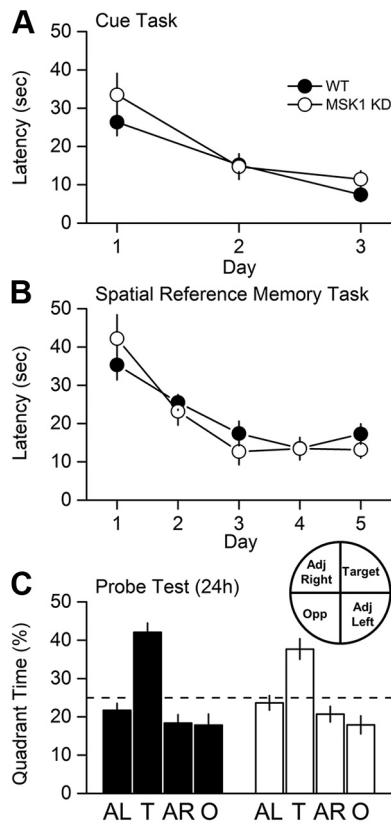 A Cue Task
50
40
30
20
10
0
Latency (sec)
WT
MSK1 KD
1 2 3
Day
B Spatial Reference Memory Task
50
40
30
20
10
0
Latency (sec)
1 2 3 4 5
Day
C Probe Test (24h)
Adj Right
Target
Opp
Adj Left
50
40
30
20
10
0
Quadrant Time (%)
AL T AR O AL T AR O